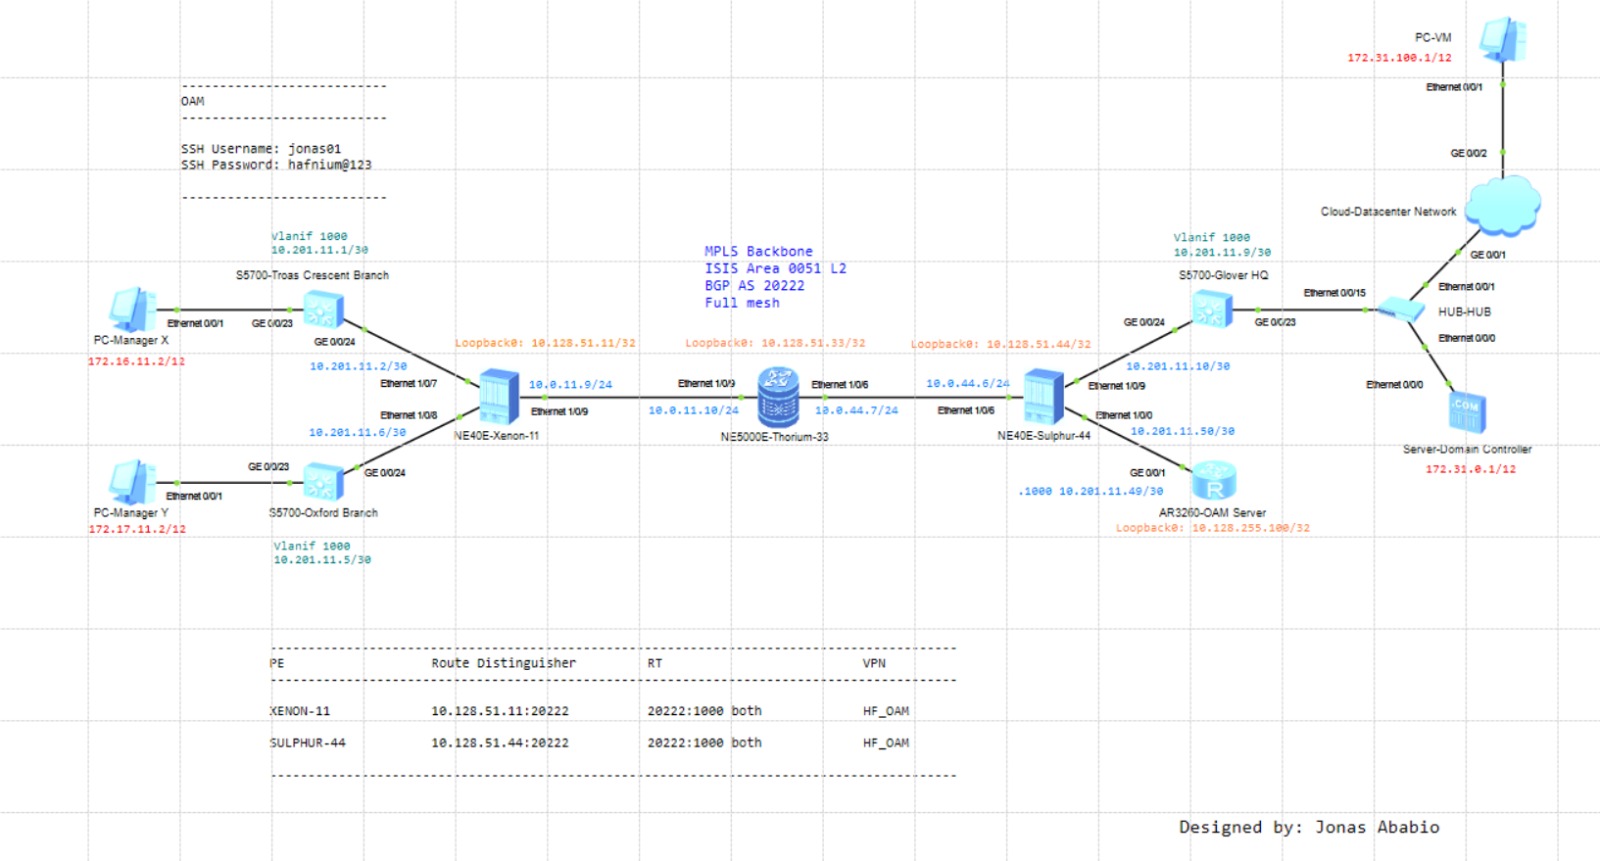 PC-VM
172.31.100.1/12
Ethernet 0/0/1
GE 0/0/2
Cloud-Datacenter Network
GE 0/0/1
-----------------------
OAM
-----------------------
SSH Username: jonas01
SSH Password: hafnium@123
-----------------------
Vlanif 1000
10.201.11.1/30
S5700-Troas Crescent Branch
Ethernet 0/0/1
GE 0/0/23
PC-Manager X
172.16.11.2/12
GE 0/0/24
10.201.11.2/30
Ethernet 1/0/7
Ethernet 1/0/8
10.201.11.6/30
GE 0/0/23
GE 0/0/24
Ethernet 0/0/1
PC-Manager Y
172.17.11.2/12
S5700-Oxford Branch
Vlanif 1000
10.201.11.5/30
MPLS Backbone
ISIS Area 0051 L2
BGP AS 20222
Full mesh
Loopback0: 10.128.51.11/32
Loopback0: 10.128.51.33/32
Loopback0: 10.128.51.44/32
10.0.11.9/24
Ethernet 1/0/9
NE40E-Xenon-11
Ethernet 1/0/9
10.0.11.10/24
Ethernet 1/0/6
10.0.44.7/24
NE5000E-Thorium-33
10.0.44.6/24
Ethernet 1/0/6
NE40E-Sulphur-44
Vlanif 1000
10.201.11.9/30
S5700-Glover HQ
GE 0/0/24
GE 0/0/23
Ethernet 0/0/15
Ethernet 0/0/1
HUB-HUB
Ethernet 0/0/0
10.201.11.10/30
Ethernet 1/0/9
Ethernet 1/0/0
10.201.11.50/30
Ethernet 0/0/0
.COM
Server-Domain Controller
172.31.0.1/12
GE 0/0/1
.1000 10.201.11.49/30
R
AR3260-OAM Server
Loopback0: 10.128.255.100/32
PE Route Distinguisher RT VPN
XENON-11 10.128.51.11:20222 20222:1000 both HF_OAM
SULPHUR-44 10.128.51.44:20222 20222:1000 both HF_OAM
Designed by: Jonas Ababio